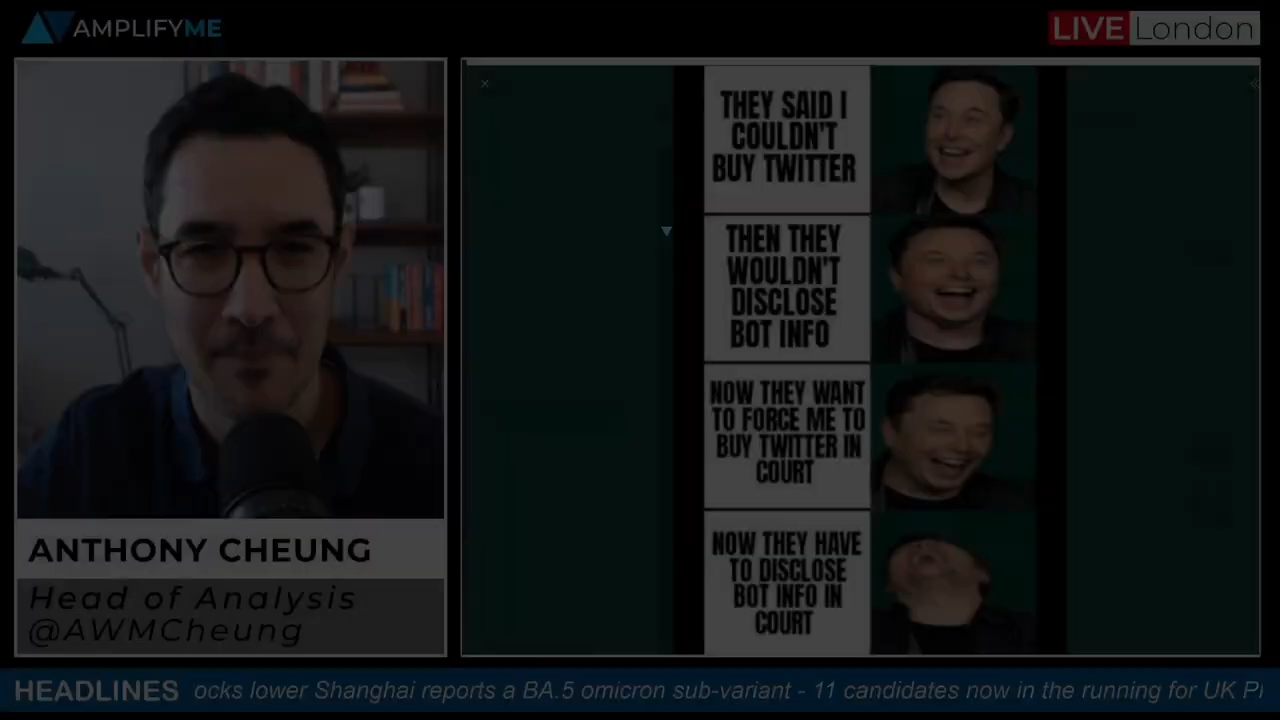 AMPLIFYME
LIVE London
THEY SAID I
COULDN'T
BUY TWITTER
THEN THEY
WOULDN'T
DISCLOSE
BOT INFO
NOW THEY WANT
TO FORCE ME TO
BUY TWITTER IN
COURT
NOW THEY HAVE
TO DISCLOSE
BOT INFO IN
COURT
ANTHONY CHEUNG
Head of Analysis
@AWMCheung
HEADLINES ocks lower Shanghai reports a BA.5 omicron sub-variant - 11 candidates now in the running for UK P